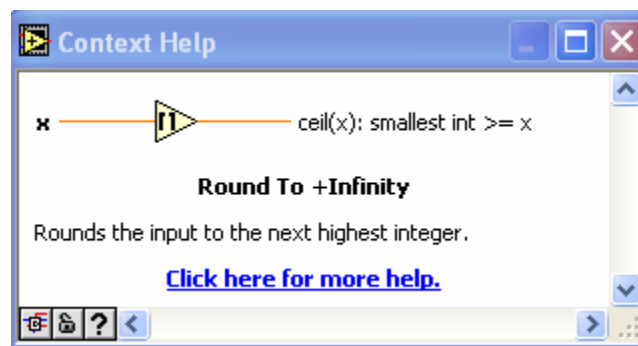 Context Help
x ceil(x): smallest int >= x
Round To +Infinity
Rounds the input to the next highest integer.
Click here for more help.
?